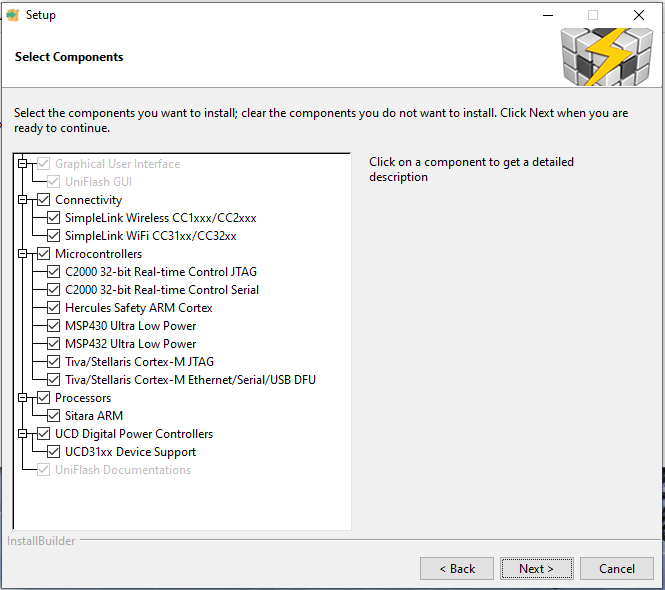 Setup
Select Components
Select the components you want to install; clear the components you do not want to install. Click Next when you are
ready to continue.
Graphical User Interface
UniFlash GUI
Connectivity
SimpleLink Wireless CC1xxx/CC2xxx
SimpleLink WiFi CC31xx/CC32xx
Microcontrollers
C2000 32-bit Real-time Control JTAG
C2000 32-bit Real-time Control Serial
Hercules Safety ARM Cortex
MSP430 Ultra Low Power
MSP432 Ultra Low Power
Tiva/Stellaris Cortex-M JTAG
Tiva/Stellaris Cortex-M Ethernet/Serial/USB DFU
Processors
Sitara ARM
UCD Digital Power Controllers
UCD31xx Device Support
UniFlash Documentations
Click on a component to get a detailed
description
InstallBuilder
< Back
Next >
Cancel